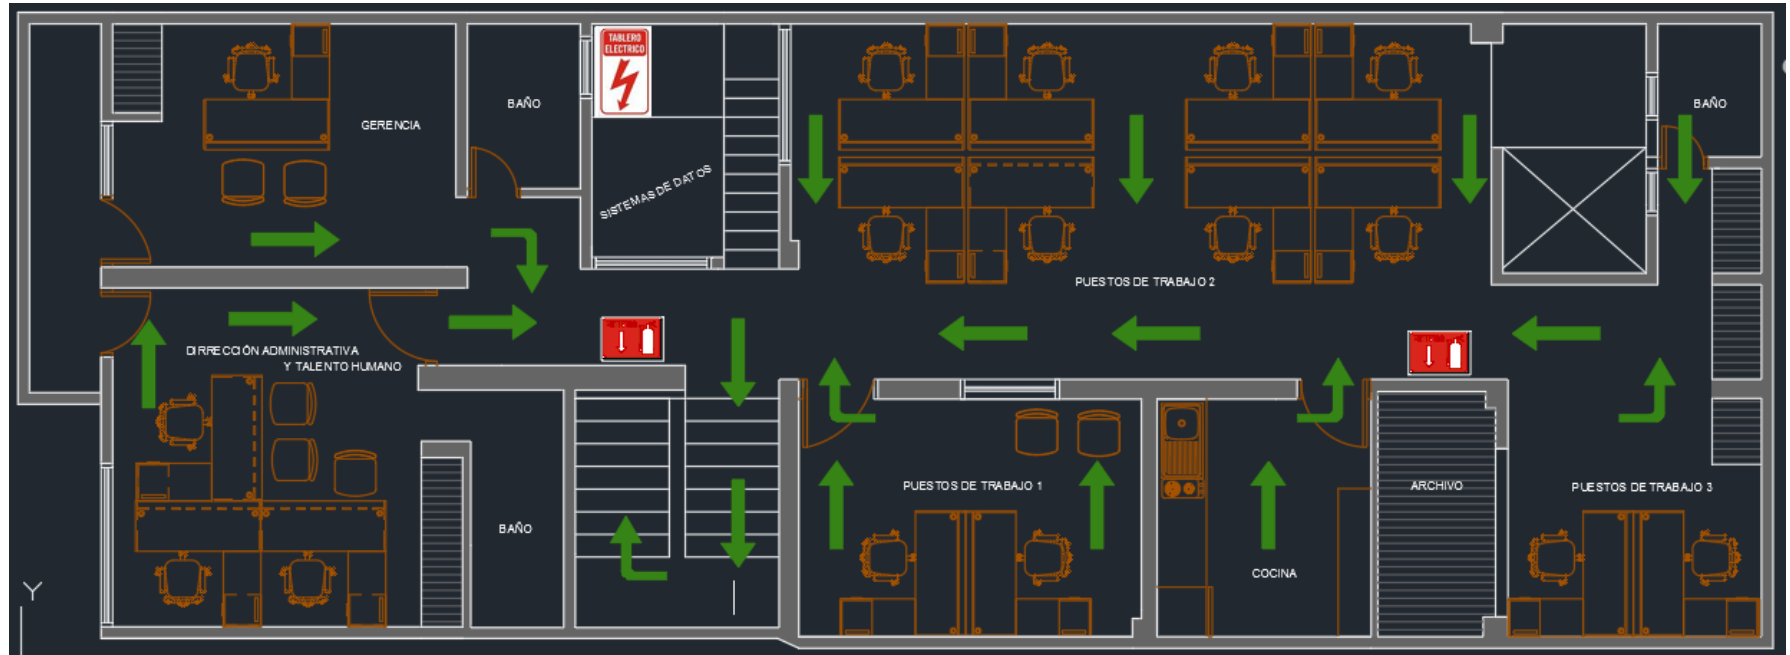 TABLERO
ELECTRICO
BAÑO
BAÑO
GERENCIA
SISTEMAS DE DATOS
PUESTOS DE TRABAJO 2
DIRRECCIÓN ADMINISTRATIVA
Y TALENTO HUMANO
PUESTOS DE TRABAJO 1
ARCHIVO
PUESTOS DE TRABAJO 3
BAÑO
COCINA
Y